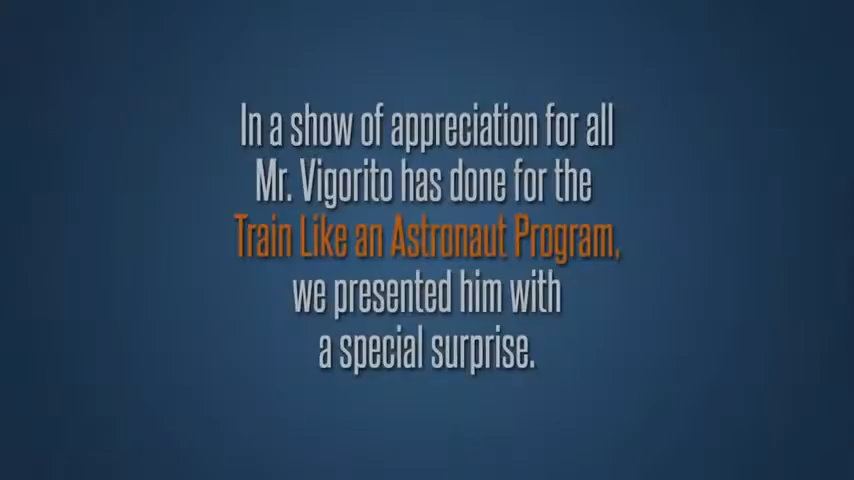 In a show of appreciation for all
Mr. Vigorito has done for the
Train Like an Astronaut Program,
we presented him with
a special surprise.